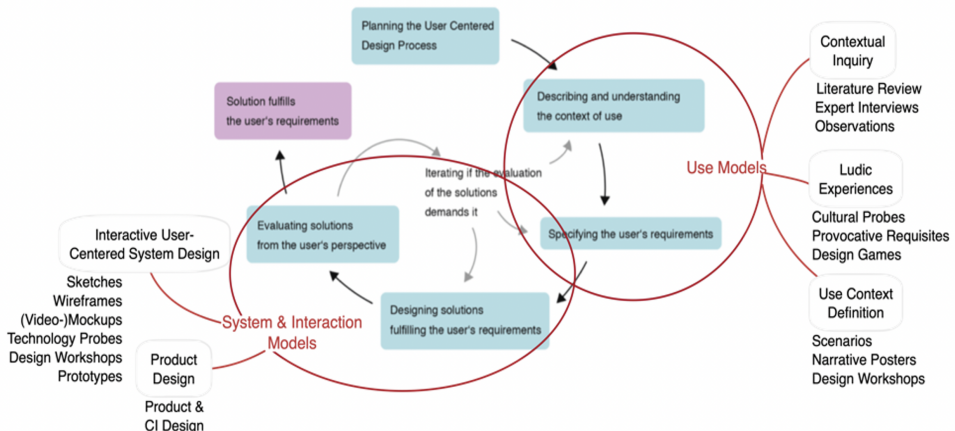 Planning the User Centered
Design Process
Contextual
Inquiry
Literature Review
Expert Interviews
Observations
Solution fulfills
the user's requirements
Describing and understanding
the context of use
Iterating if the evaluation
of the solutions
demands it
Use Models
Ludic
Experiences
Cultural Probes
Provocative Requisites
Design Games
Evaluating solutions
from the user's perspective
Specifying the user's requirements
Interactive User-
Centered System Design
Sketches
Wireframes
(Video-)Mockups
Technology Probes
Design Workshops
Prototypes
Designing solutions
fulfilling the user's requirements
System & Interaction
Models
Use Context
Definition
Scenarios
Narrative Posters
Design Workshops
Product
Design
Product &
CI Design